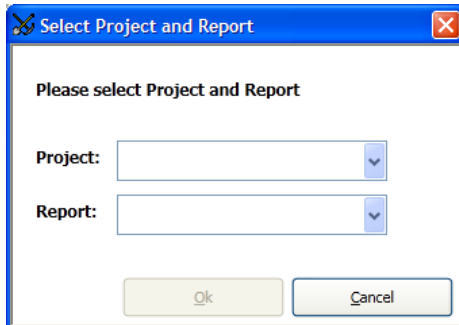 Select Project and Report
Please select Project and Report
Project:
Report:
Ok
Cancel